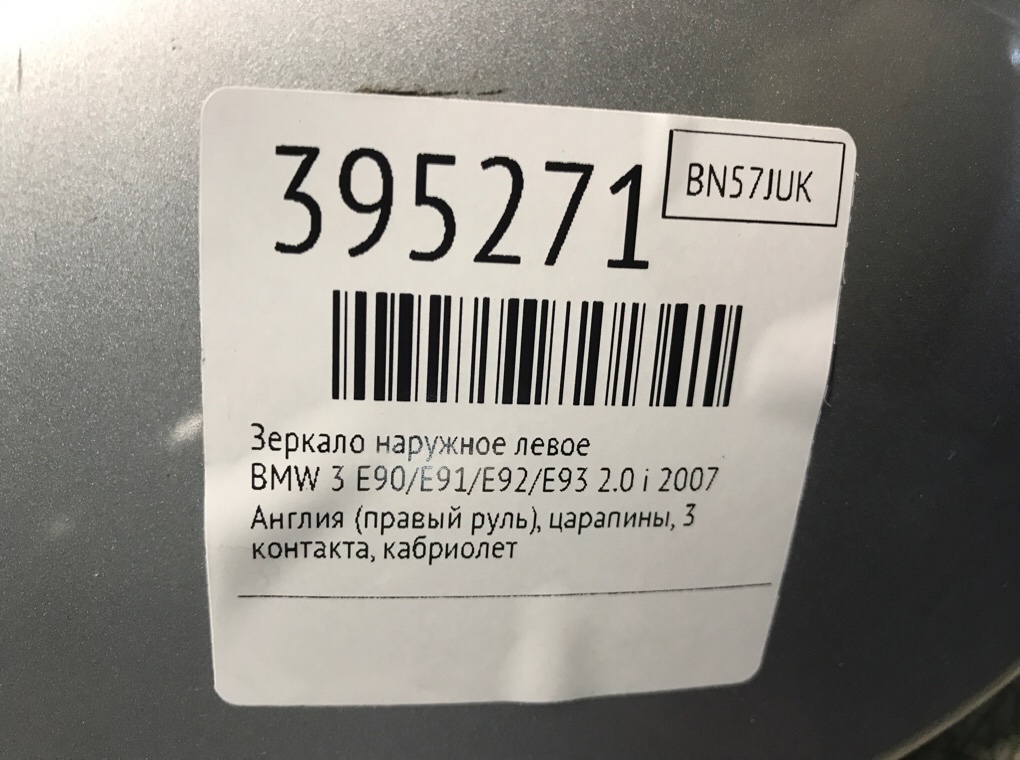 395271
BN57JUK
Зеркало наружное левое
BMW 3 E90/E91/E92/E93 2.0 i 2007
Англия (правый руль), царапины, 3
контакта, кабриолет